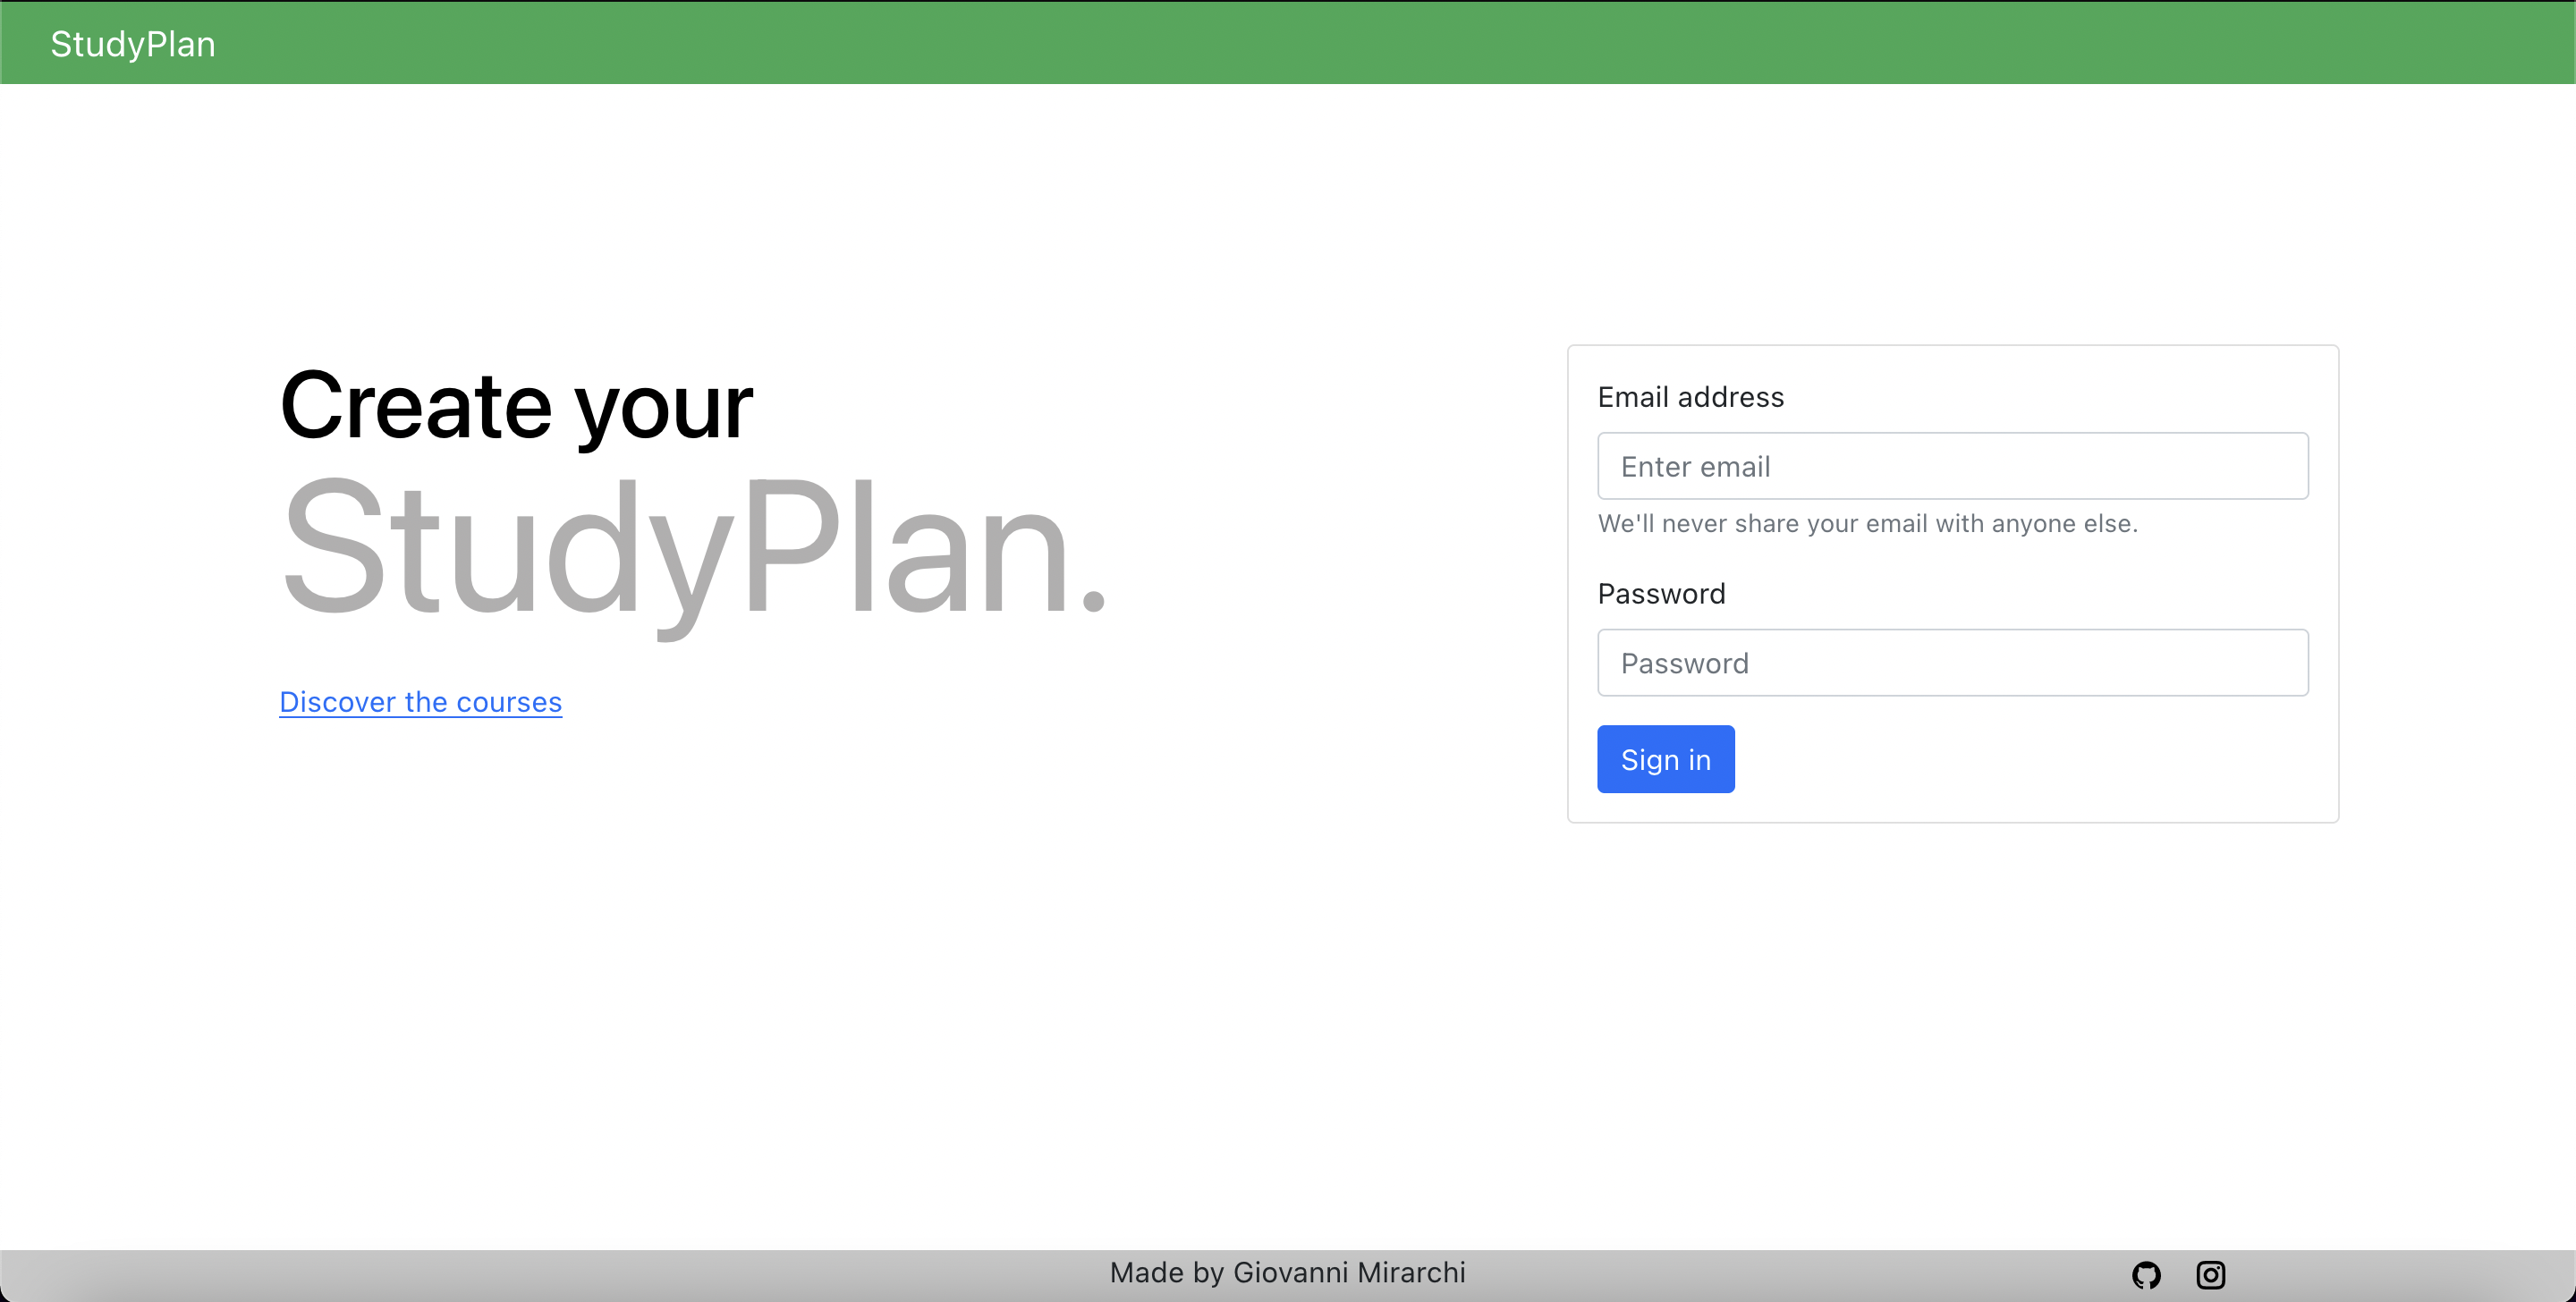 StudyPlan
Create your
StudyPlan.
Discover the courses
Email address
Enter email
We'll never share your email with anyone else.
Password
Password
Sign in
Made by Giovanni Mirarchi